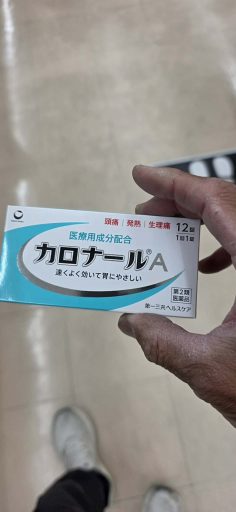 頭痛 | 発熱 | 生理痛
12錠
1回1錠
医療用成分配合
カロナール®A
速くよく効いて胃にやさしい
第2類
医薬品
第一三共ヘルスケア